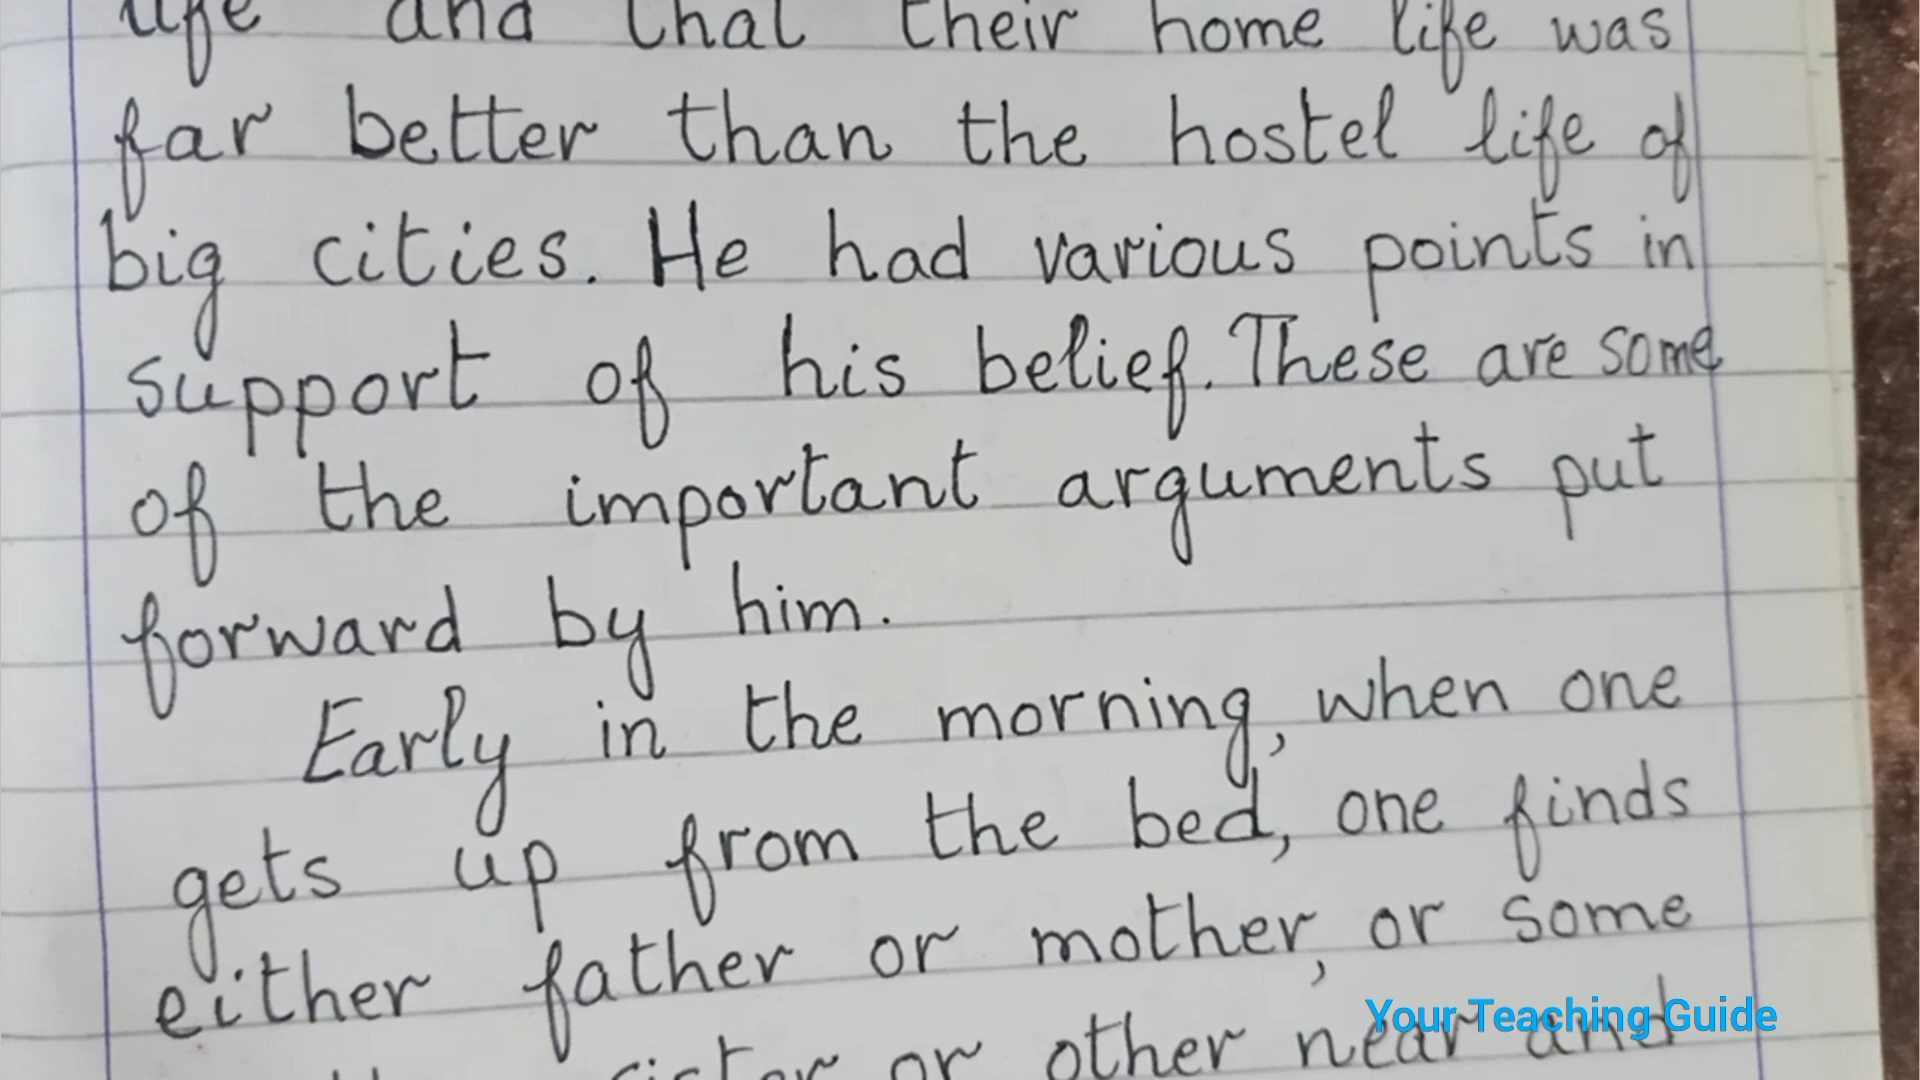 life and that their home life was
far better than the hostel life of
big cities. He had various points in
support of his belief. These are some
of the important arguments put
forward by him.
Early in the morning, when one
gets up from the bed, one finds
either father or mother, or some
sister or other near and
Your Teaching Guide